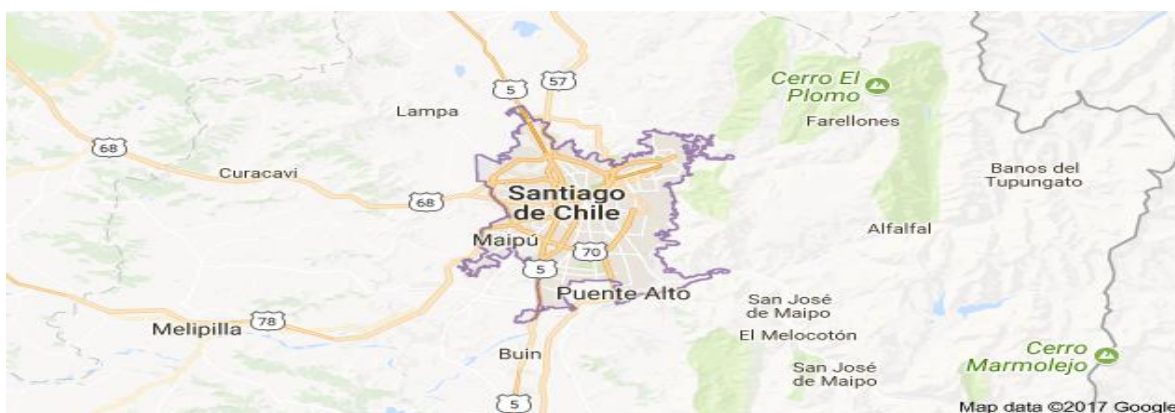 5
57
Cerro El
Plomo
Lampa
Farellones
68
Curacavi
Banos del
Tupungato
68
Santiago
de Chile
Alfalfal
Maipú
70
5
Puente Alto
San José
de Maipo
Melipilla
78
El Melocotón
Buin
Cerro
Marmolejo
San José
de Maipo
5
Map data ©2017 Google